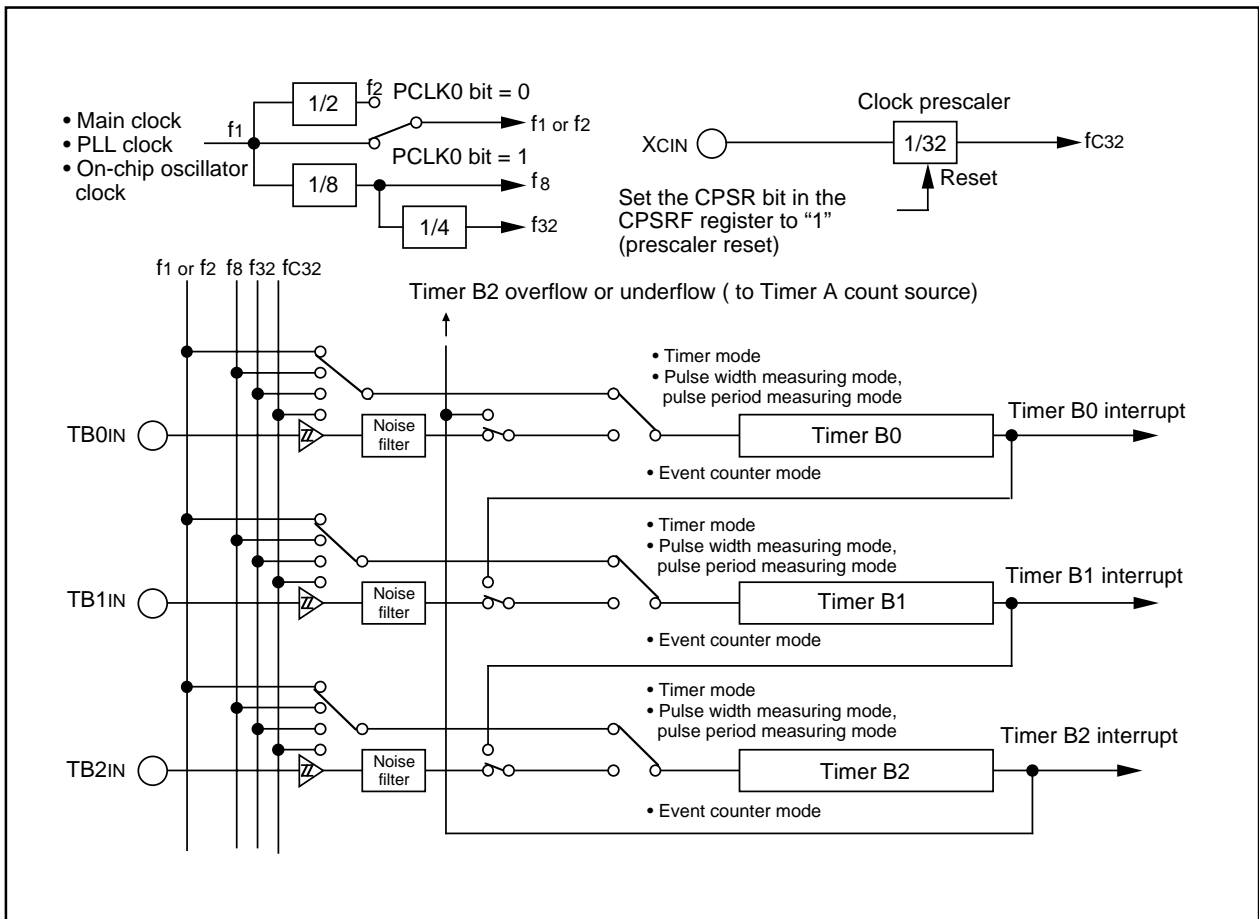 • Main clock
• PLL clock
• On-chip oscillator
clock
f1
1/2
f2
PCLK0 bit = 0
f1 or f2
PCLK0 bit = 1
1/8
f8
1/4
f32
Clock prescaler
XCIN
1/32
fC32
Reset
Set the CPSR bit in the
CPSRF register to “1”
(prescaler reset)
f1 or f2 f8 f32 fC32
Timer B2 overflow or underflow ( to Timer A count source)
• Timer mode
• Pulse width measuring mode,
pulse period measuring mode
TB0IN
Noise
filter
Timer B0
Timer B0 interrupt
• Event counter mode
• Timer mode
• Pulse width measuring mode,
pulse period measuring mode
TB1IN
Noise
filter
Timer B1
Timer B1 interrupt
• Event counter mode
• Timer mode
• Pulse width measuring mode,
pulse period measuring mode
TB2IN
Noise
filter
Timer B2
Timer B2 interrupt
• Event counter mode